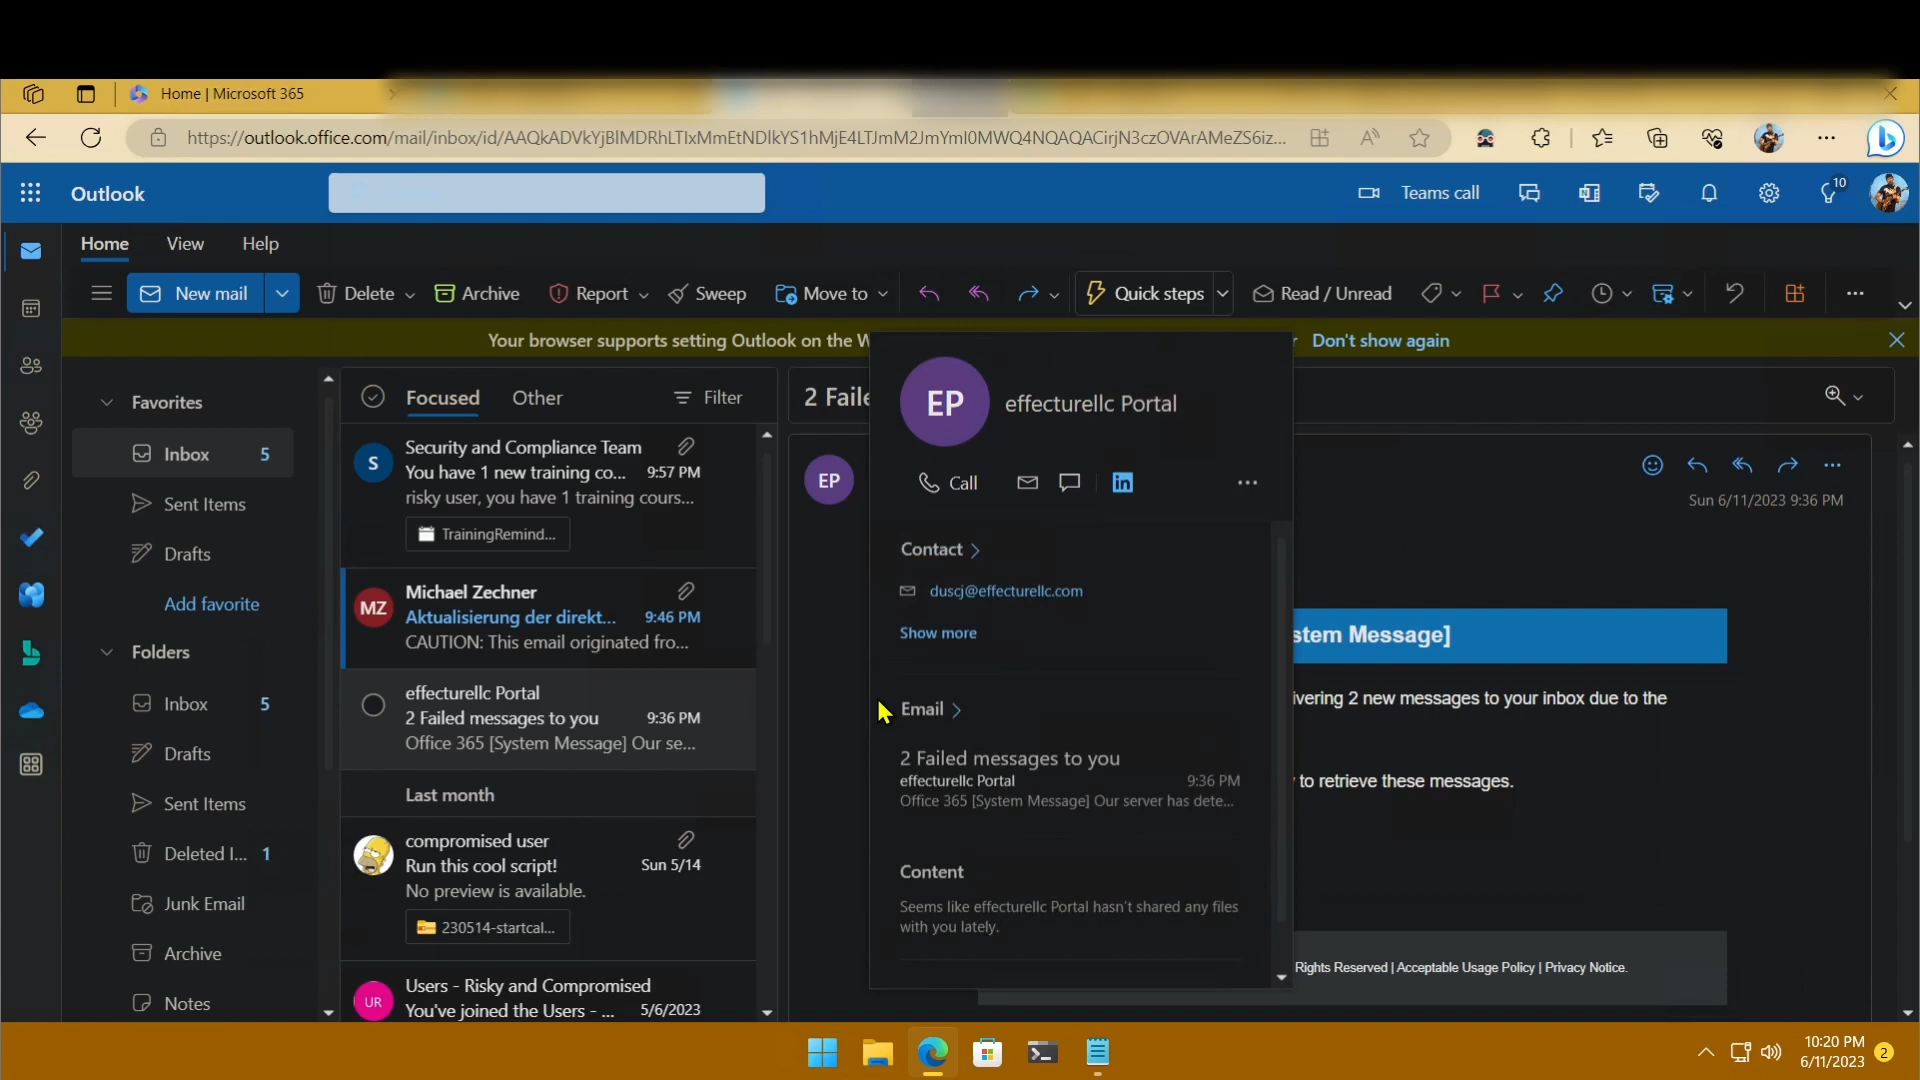 Home | Microsoft 365
https://outlook.office.com/mail/inbox/id/AAQkADVkYjBlMDRhLTIxMmEtNDlkYS1hMjE4LTJmM2JmYmI0MWQ4NQAQACirjN3czOVArAMeZS6iz...
Outlook
Teams call
10
Home View Help
New mail Delete Archive Report Sweep Move to Quick steps Read / Unread
Your browser supports setting Outlook on the W
r Don't show again
Favorites
Inbox 5
Sent Items
Drafts
Add favorite
Folders
Inbox 5
Drafts
Sent Items
Deleted I... 1
Junk Email
Archive
Notes
Focused Other Filter
S
Security and Compliance Team
You have 1 new training co... 9:57 PM
risky user, you have 1 training cours...
TrainingRemind...
MZ
Michael Zechner
Aktualisierung der direkt... 9:46 PM
CAUTION: This email originated fro...
effecturellc Portal
2 Failed messages to you 9:36 PM
Office 365 [System Message] Our se...
Last month
compromised user
Run this cool script! Sun 5/14
No preview is available.
230514-startcal...
UR
Users - Risky and Compromised
You've joined the Users - ... 5/6/2023
2 Faile
EP
EP
effecturellc Portal
Call
in
Contact
duscj@effecturellc.com
Show more
Email
2 Failed messages to you
effecturellc Portal 9:36 PM
Office 365 [System Message] Our server has dete...
Content
Seems like effecturellc Portal hasn't shared any files
with you lately.
Sun 6/11/2023 9:36 PM
stem Message]
ivering 2 new messages to your inbox due to the
to retrieve these messages.
Rights Reserved | Acceptable Usage Policy | Privacy Notice.
10:20 PM
6/11/2023
2